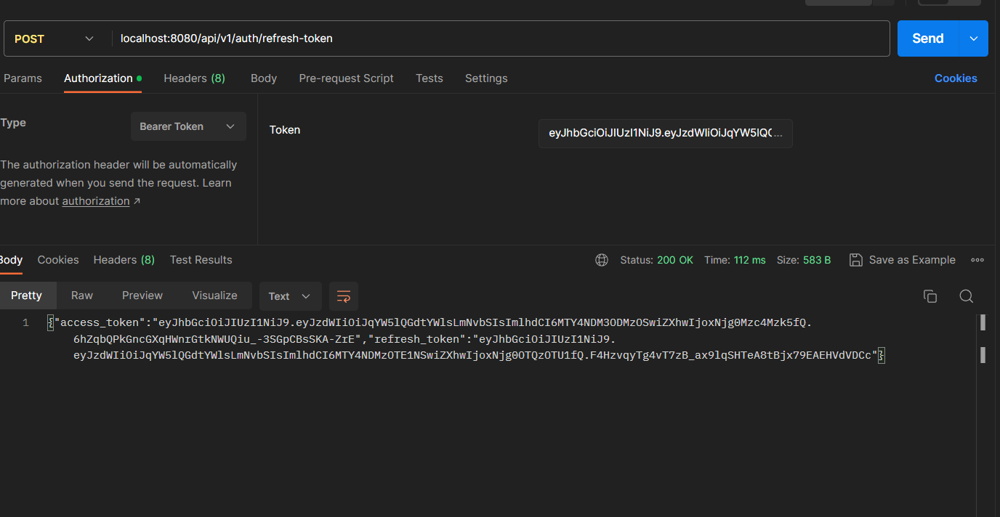 POST
localhost:8080/api/v1/auth/refresh-token
Send
Params Authorization Headers (8) Body Pre-request Script Tests Settings Cookies
Type Bearer Token
Token eyJhbGciOiJIUzI1NiJ9.eyJzdWIiOiJqYW5lQG...
The authorization header will be automatically
generated when you send the request. Learn
more about authorization ↗
Body Cookies Headers (8) Test Results Status: 200 OK Time: 112 ms Size: 583 B Save as Example
Pretty Raw Preview Visualize Text
1 {"access_token":"eyJhbGciOiJIUzI1NiJ9.eyJzdWIiOiJqYW5lQGdtYWlsLmNvbSIsImlhdCI6MTY4NDM3ODMzOSwiZXhwIjoxNjg0Mzc4Mzk5fQ.
6hZqbQPkGncGXqHWnrGtkNWUQiu_-3SGpCBsSKA-ZrE","refresh_token":"eyJhbGciOiJIUzI1NiJ9.
eyJzdWIiOiJqYW5lQGdtYWlsLmNvbSIsImlhdCI6MTY4NDMzOTE1NSwiZXhwIjoxNjg0OTQzOTU1fQ.F4HzvqyTg4vT7zB_ax9lqSHTeA8tBjx79EAEHVdVDCc"}